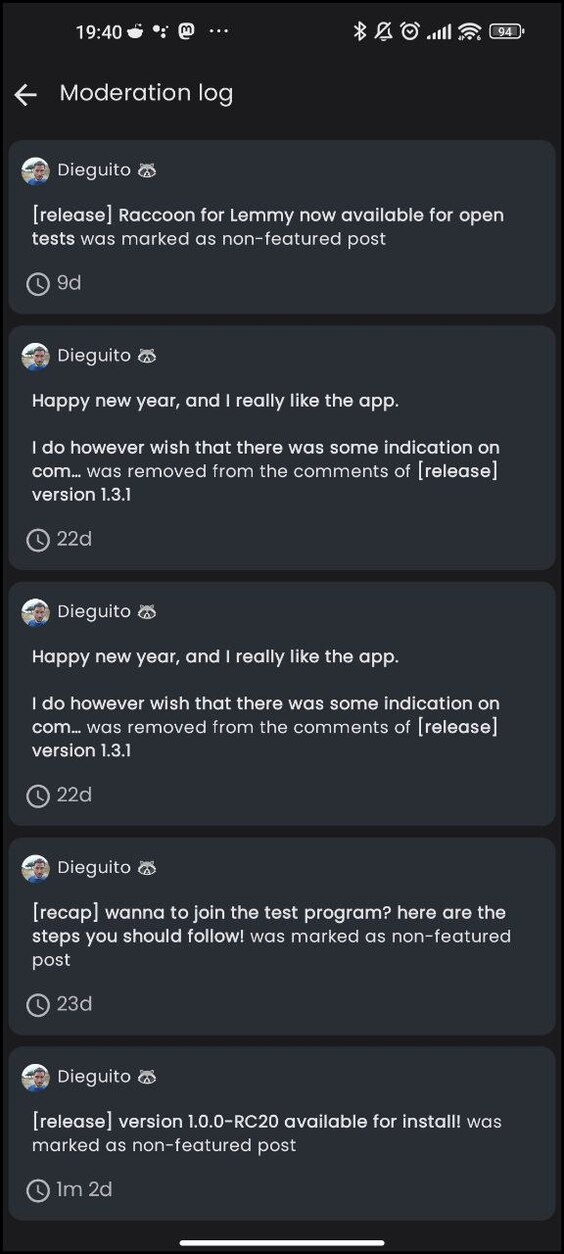 19:40 ... 94
Moderation log
Dieguito 🦝
[release] Raccoon for Lemmy now available for open
tests was marked as non-featured post
9d
Dieguito 🦝
Happy new year, and I really like the app.
I do however wish that there was some indication on
com... was removed from the comments of [release]
version 1.3.1
22d
Dieguito 🦝
Happy new year, and I really like the app.
I do however wish that there was some indication on
com... was removed from the comments of [release]
version 1.3.1
22d
Dieguito 🦝
[recap] wanna to join the test program? here are the
steps you should follow! was marked as non-featured
post
23d
Dieguito 🦝
[release] version 1.0.0-RC20 available for install! was
marked as non-featured post
1m 2d